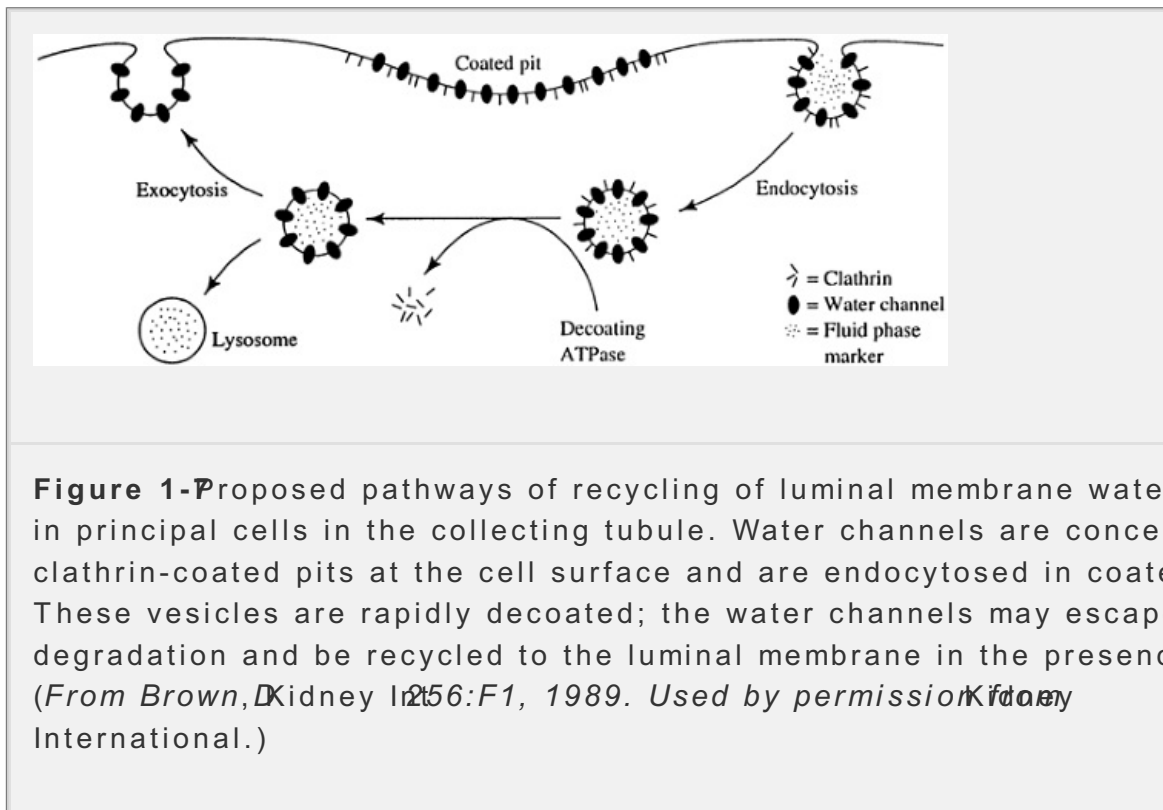 Coated pit
Exocytosis
Endocytosis
= Clathrin
= Water channel
= Fluid phase
marker
Lysosome
Decoating
ATPase
Figure 1-7 Proposed pathways of recycling of luminal membrane wate
in principal cells in the collecting tubule. Water channels are conce
clathrin-coated pits at the cell surface and are endocytosed in coate
These vesicles are rapidly decoated; the water channels may escap
degradation and be recycled to the luminal membrane in the presenc
(From Brown, D Kidney Int 256:F1, 1989. Used by permission from Kidney
International.)